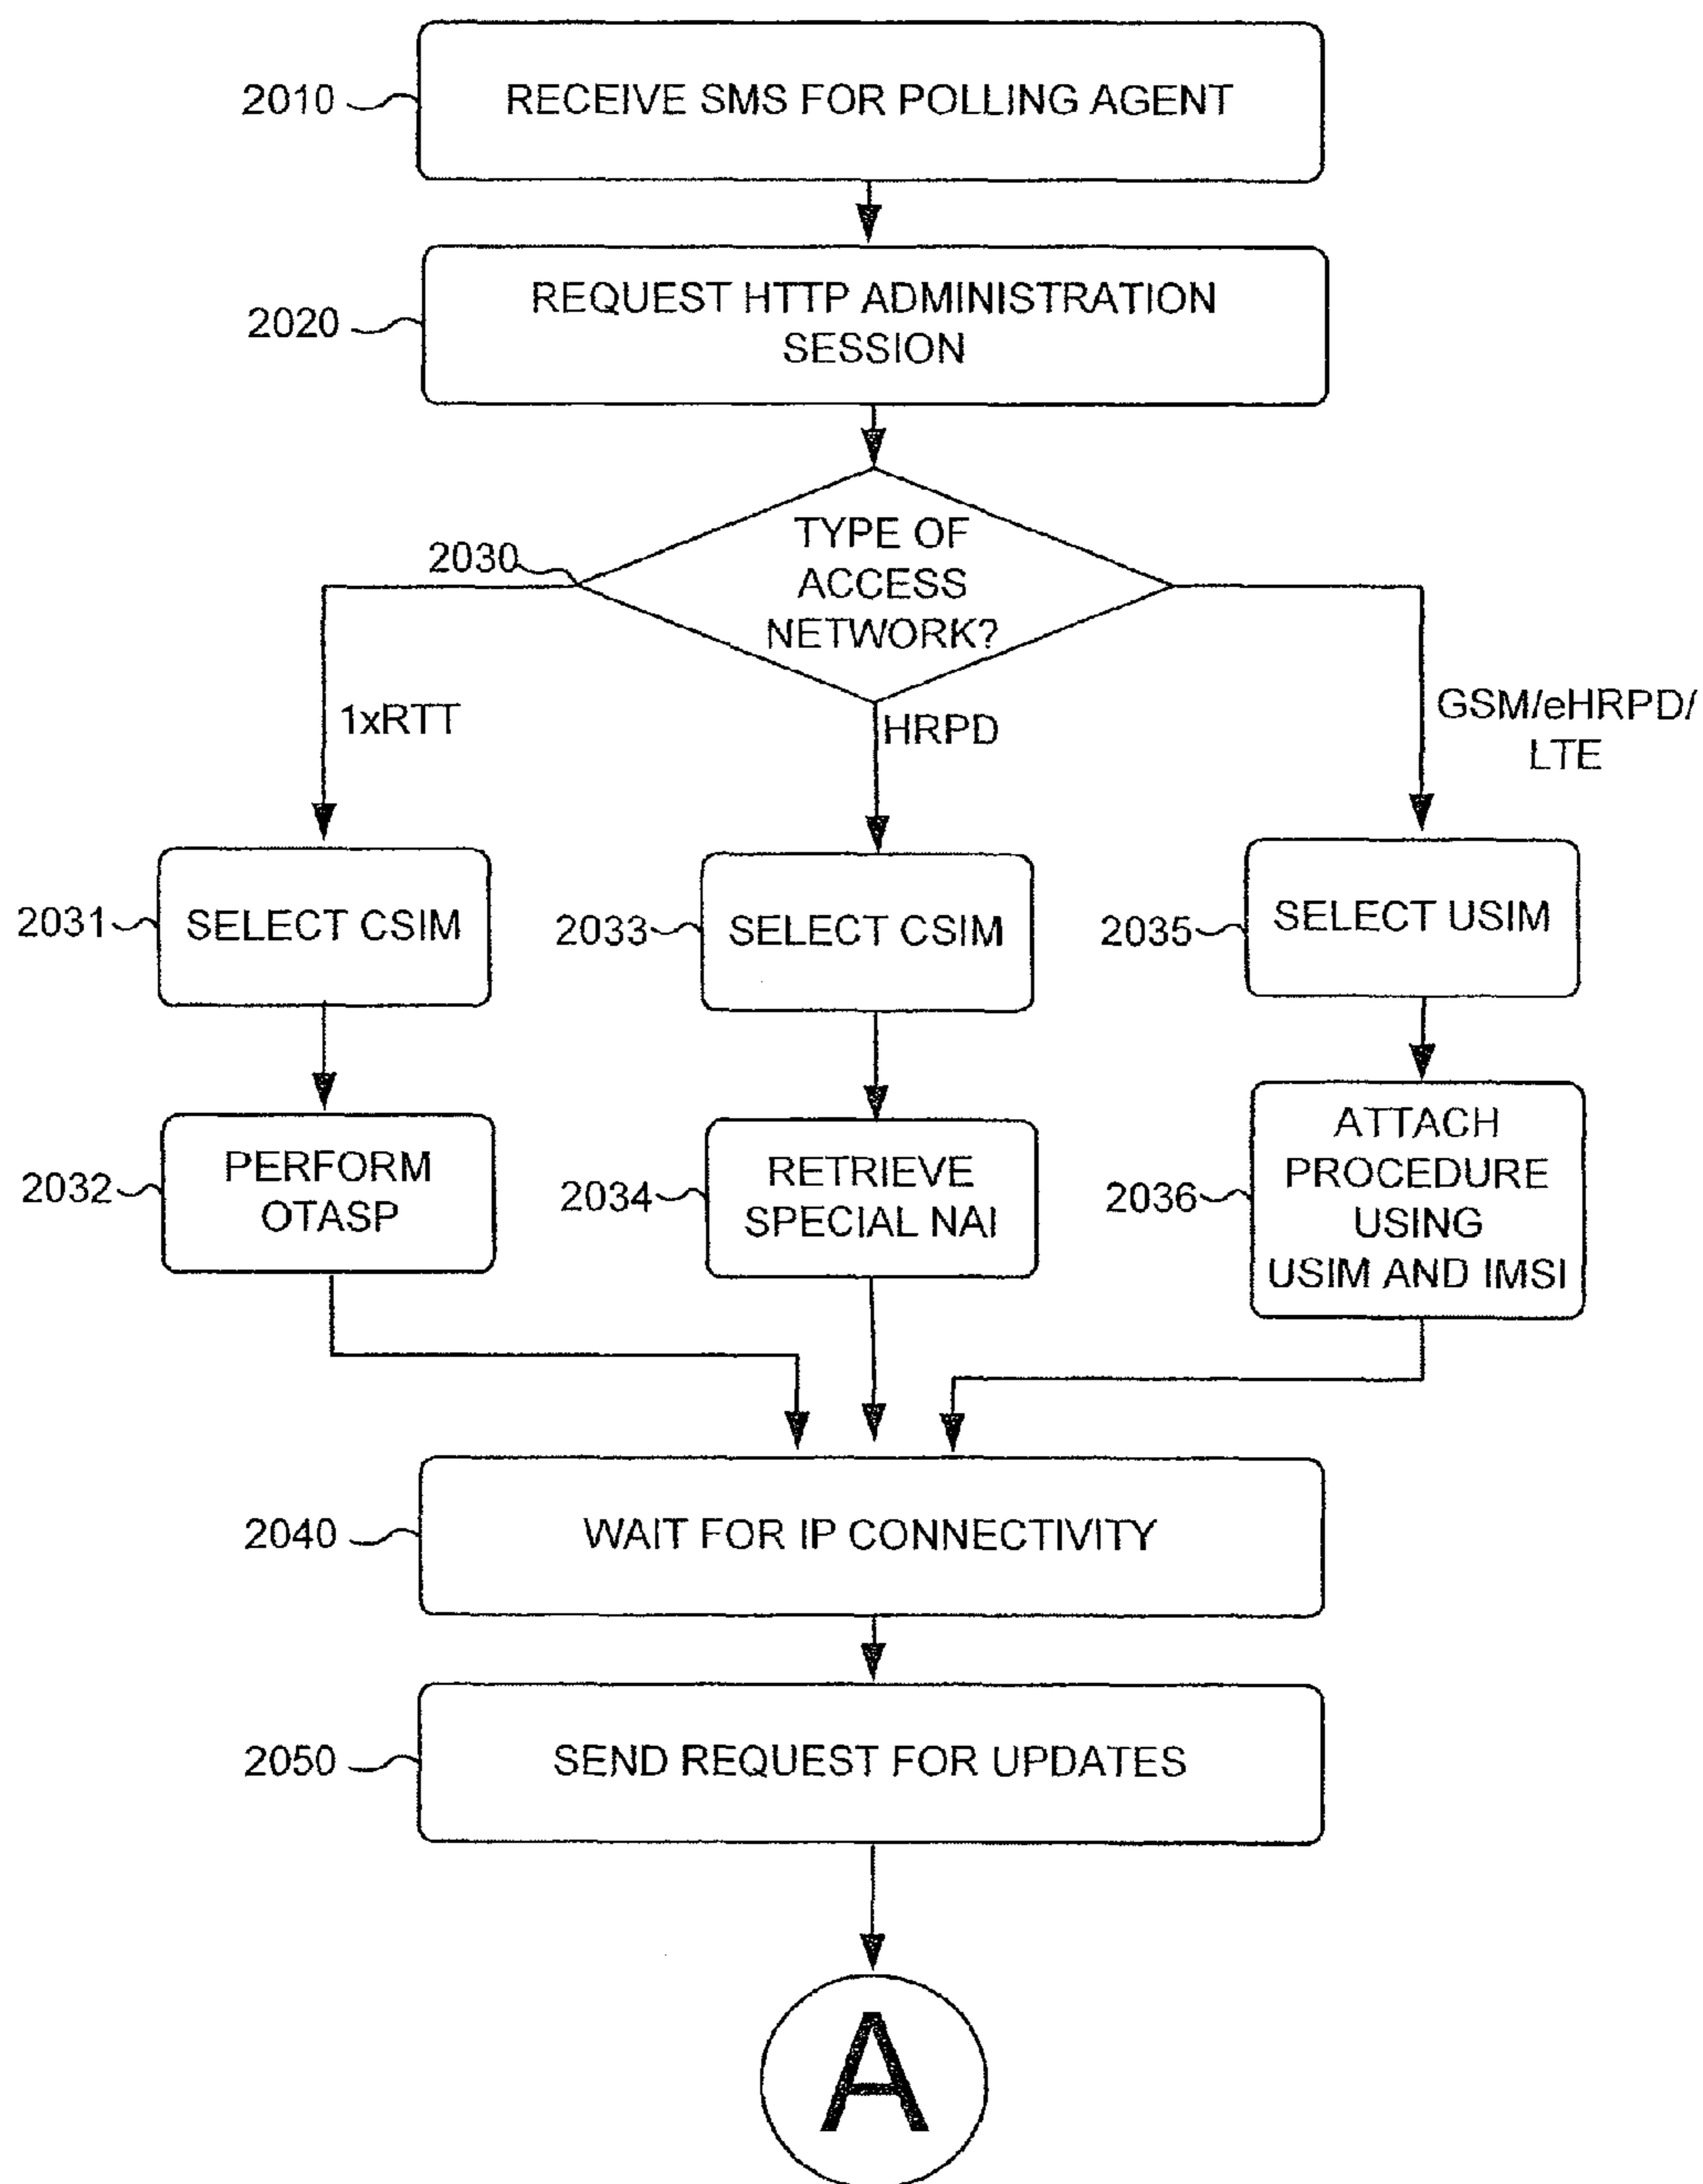 2010
RECEIVE SMS FOR POLLING AGENT
2020
REQUEST HTTP ADMINISTRATION
SESSION
2030
TYPE OF
ACCESS
NETWORK?
1xRTT
HRPD
GSM/eHRPD/
LTE
2031
SELECT CSIM
2033
SELECT CSIM
2035
SELECT USIM
2032
PERFORM
OTASP
2034
RETRIEVE
SPECIAL NAI
2036
ATTACH
PROCEDURE
USING
USIM AND IMSI
2040
WAIT FOR IP CONNECTIVITY
2050
SEND REQUEST FOR UPDATES
A